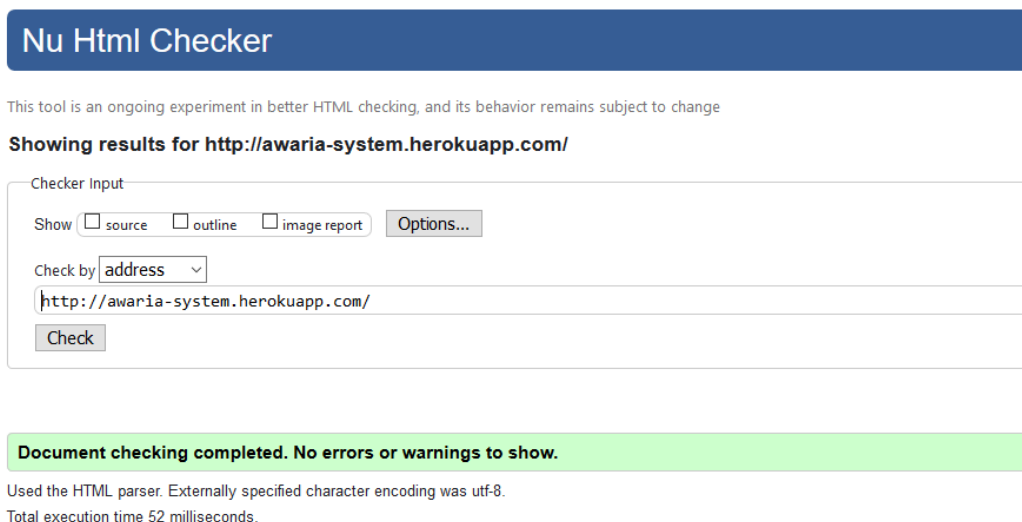 Nu Html Checker
This tool is an ongoing experiment in better HTML checking, and its behavior remains subject to change
Showing results for http://awaria-system.herokuapp.com/
Checker Input
Show source outline image report Options...
Check by address
http://awaria-system.herokuapp.com/
Check
Document checking completed. No errors or warnings to show.
Used the HTML parser. Externally specified character encoding was utf-8.
Total execution time 52 milliseconds.